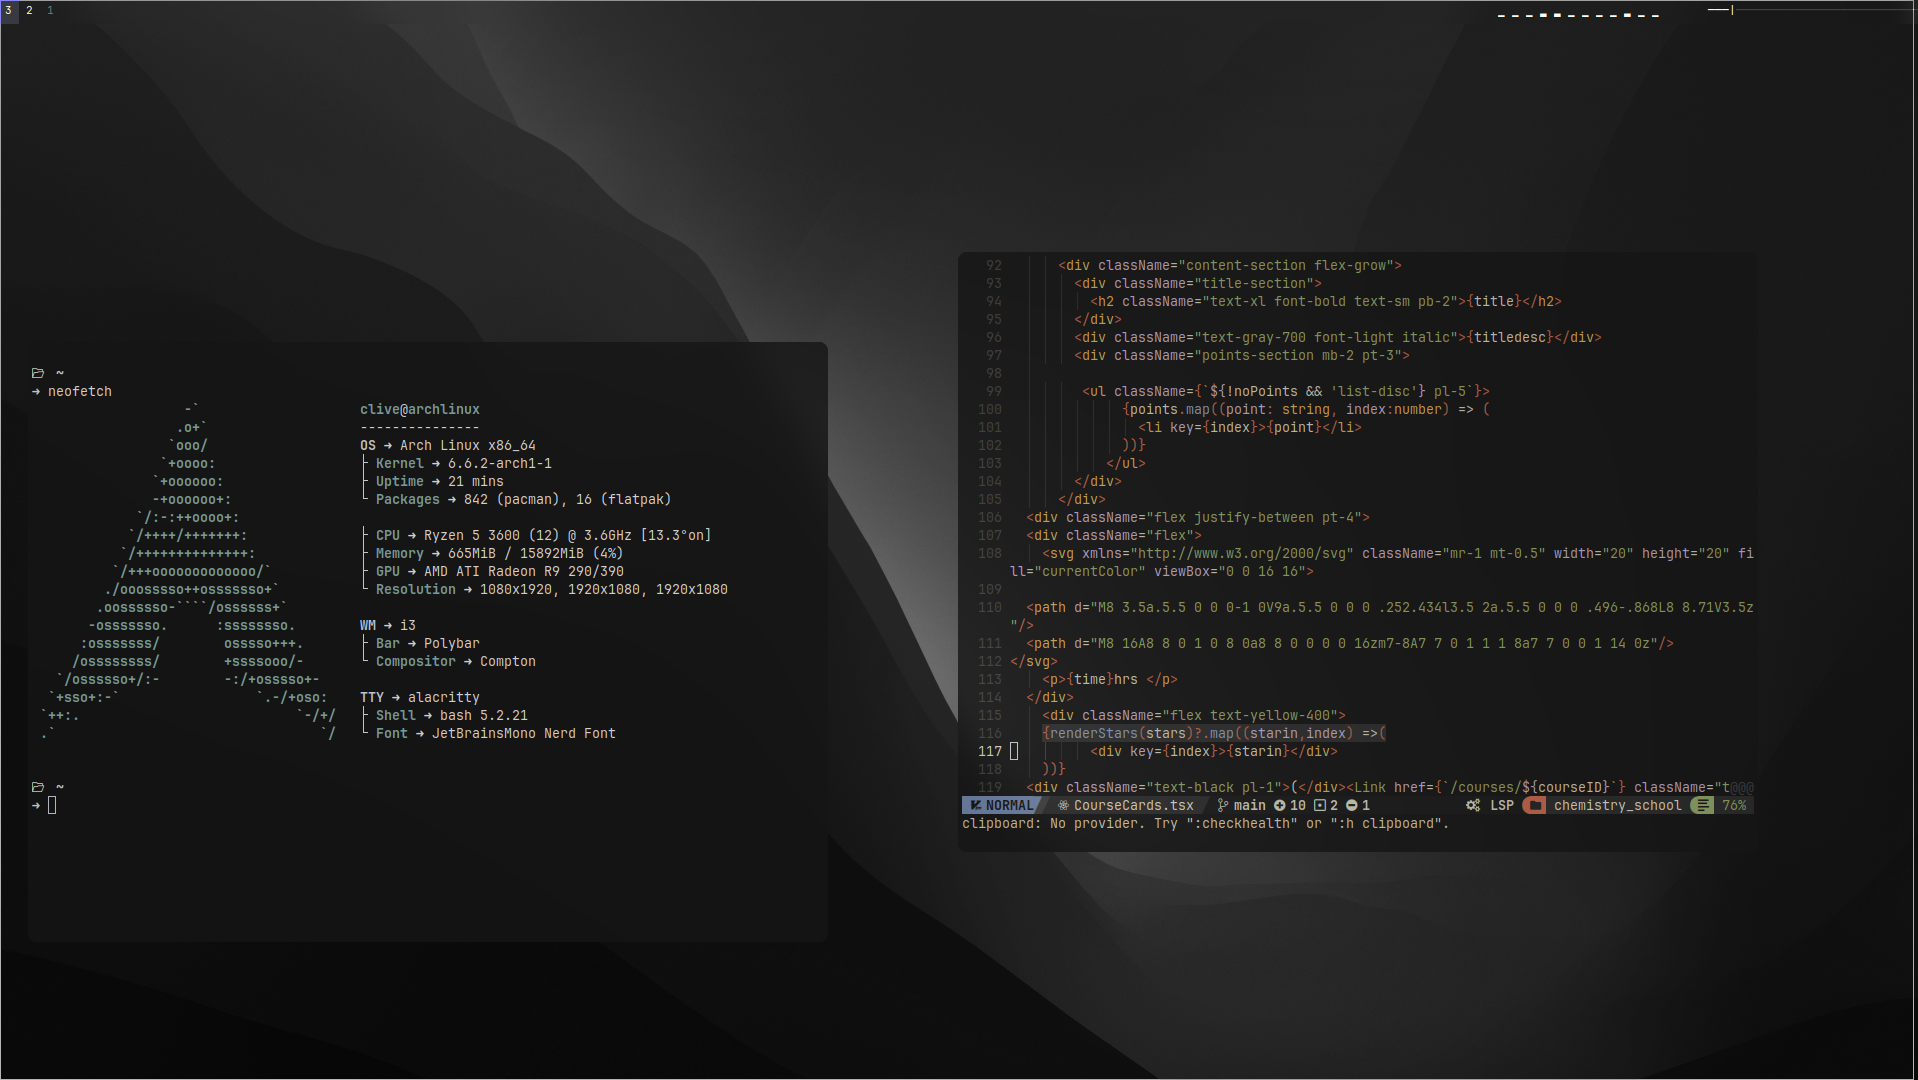 3 2 1
~
→ neofetch
-`
.o+`
`ooo/
`+oooo:
`+oooooo:
-+oooooo+:
`/:-:++oooo+:
`/++++/+++++++:
`/++++++++++++++:
`/+++ooooooooooooo/`
./ooosssso++osssssso+`
.oossssso-````/ossssss+`
-osssssso.      :ssssssso.
:osssssss/        osssso+++.
/ossssssss/        +ssssooo/-
`/ossssso+/:-        -:/+osssso+-
`+sso+:-`                 `.-/+oso:
`++:.                           `-/+/
.`                                 `/
clive@archlinux
---------------
OS → Arch Linux x86_64
├ Kernel → 6.6.2-arch1-1
├ Uptime → 21 mins
└ Packages → 842 (pacman), 16 (flatpak)
├ CPU → Ryzen 5 3600 (12) @ 3.6GHz [13.3°on]
├ Memory → 665MiB / 15892MiB (4%)
├ GPU → AMD ATI Radeon R9 290/390
└ Resolution → 1080x1920, 1920x1080, 1920x1080
WM → i3
├ Bar → Polybar
└ Compositor → Compton
TTY → alacritty
├ Shell → bash 5.2.21
└ Font → JetBrainsMono Nerd Font
~
→
92 <div className="content-section flex-grow">
93 <div className="title-section">
94 <h2 className="text-xl font-bold text-sm pb-2">{title}</h2>
95 </div>
96 <div className="text-gray-700 font-light italic">{titledesc}</div>
97 <div className="points-section mb-2 pt-3">
98
99 <ul className={`${!noPoints && 'list-disc'} pl-5`}>
100 {points.map((point: string, index:number) => (
101 <li key={index}>{point}</li>
102 ))}
103 </ul>
104 </div>
105 </div>
106 <div className="flex justify-between pt-4">
107 <div className="flex">
108 <svg xmlns="http://www.w3.org/2000/svg" className="mr-1 mt-0.5" width="20" height="20" fi
ll="currentColor" viewBox="0 0 16 16">
109
110 <path d="M8 3.5a.5.5 0 0 0-1 0V9a.5.5 0 0 0 .252.434l3.5 2a.5.5 0 0 0 .496-.868L8 8.71V3.5z
"/>
111 <path d="M8 16A8 8 0 1 0 8 0a8 8 0 0 0 0 16zm7-8A7 7 0 1 1 1 8a7 7 0 0 1 14 0z"/>
112 </svg>
113 <p>{time}hrs </p>
114 </div>
115 <div className="flex text-yellow-400">
116 {renderStars(stars)?.map((starin,index) =>(
117 <div key={index}>{starin}</div>
118 ))}
119 <div className="text-black pl-1">(</div><Link href={`/courses/${courseID}`} className="t@@@
NORMAL CourseCards.tsx main 10 2 1 LSP chemistry_school 76%
clipboard: No provider. Try ":checkhealth" or ":h clipboard".